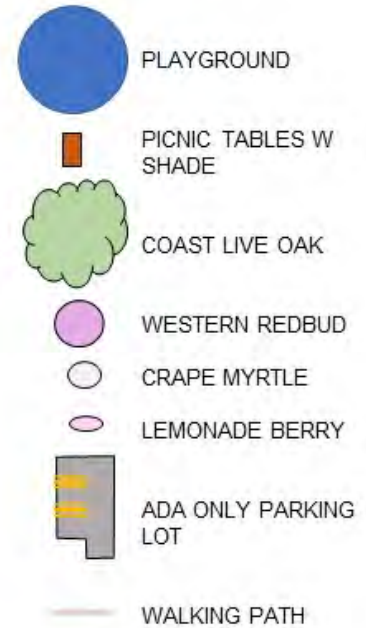 PLAYGROUND
PICNIC TABLES W
SHADE
COAST LIVE OAK
WESTERN REDBUD
CRAPE MYRTLE
LEMONADE BERRY
ADA ONLY PARKING
LOT
WALKING PATH